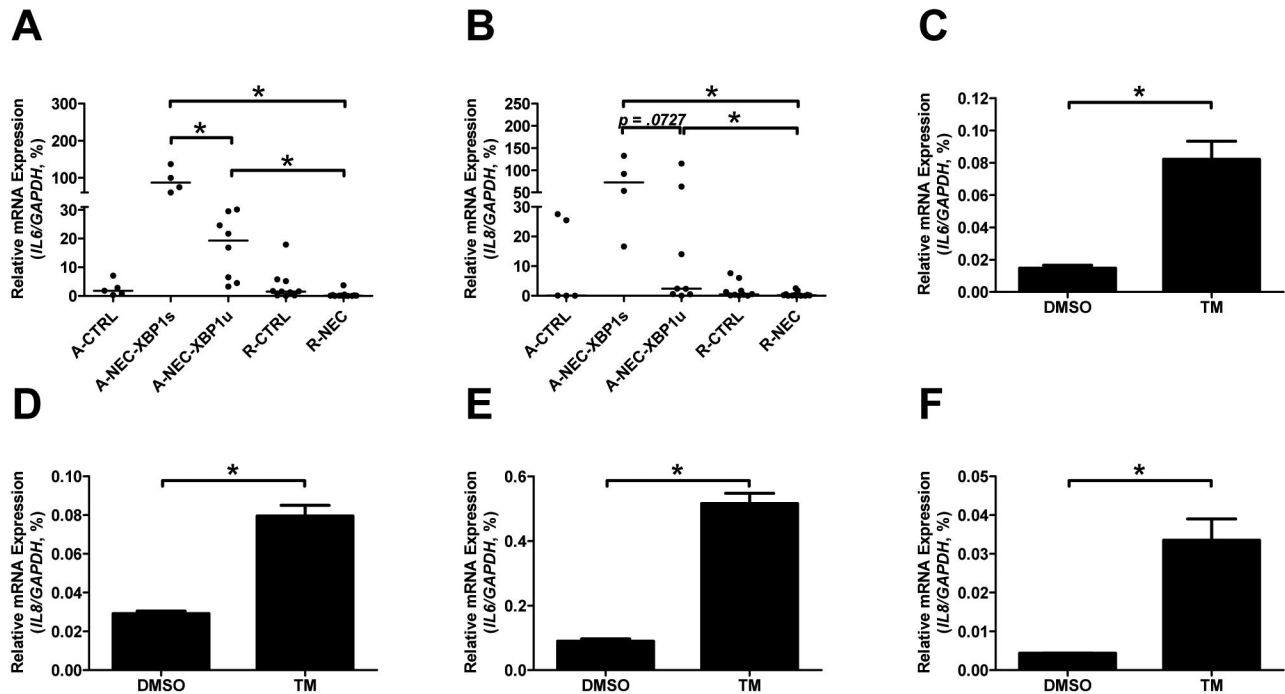 A
Relative mRNA Expression
(IL6/GAPDH, %)
300
200
100
30
20
10
0
*
*
*
A-CTRL
A-NEC-XBP1s
A-NEC-XBP1u
R-CTRL
R-NEC
B
Relative mRNA Expression
(IL8/GAPDH, %)
250
200
150
100
50
30
20
10
0
*
p = .0727
*
A-CTRL
A-NEC-XBP1s
A-NEC-XBP1u
R-CTRL
R-NEC
C
Relative mRNA Expression
(IL6/GAPDH, %)
0.12
0.10
0.08
0.06
0.04
0.02
0.00
*
DMSO
TM
D
Relative mRNA Expression
(IL8/GAPDH, %)
0.10
0.08
0.06
0.04
0.02
0.00
*
DMSO
TM
E
Relative mRNA Expression
(IL6/GAPDH, %)
0.6
0.4
0.2
0.0
*
DMSO
TM
F
Relative mRNA Expression
(IL8/GAPDH, %)
0.05
0.04
0.03
0.02
0.01
0.00
*
DMSO
TM